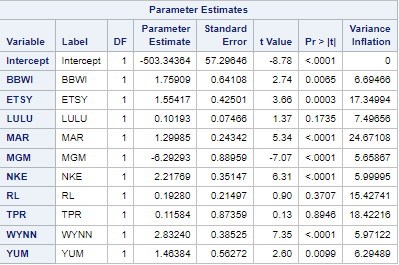 Parameter Estimates
Variable Label DF Parameter Estimate Standard Error t Value Pr > |t| Variance Inflation
Intercept Intercept 1 -503.34364 57.29646 -8.78 <.0001 0
BBWI BBWI 1 1.75909 0.64108 2.74 0.0065 6.69466
ETSY ETSY 1 1.55417 0.42501 3.66 0.0003 17.34994
LULU LULU 1 0.10193 0.07466 1.37 0.1735 7.49656
MAR MAR 1 1.29985 0.24342 5.34 <.0001 24.67108
MGM MGM 1 -6.29293 0.88959 -7.07 <.0001 5.65867
NKE NKE 1 2.21769 0.35147 6.31 <.0001 5.99995
RL RL 1 0.19280 0.21497 0.90 0.3707 15.42741
TPR TPR 1 0.11584 0.87359 0.13 0.8946 18.42216
WYNN WYNN 1 2.83240 0.38525 7.35 <.0001 5.97122
YUM YUM 1 1.46384 0.56272 2.60 0.0099 6.29489